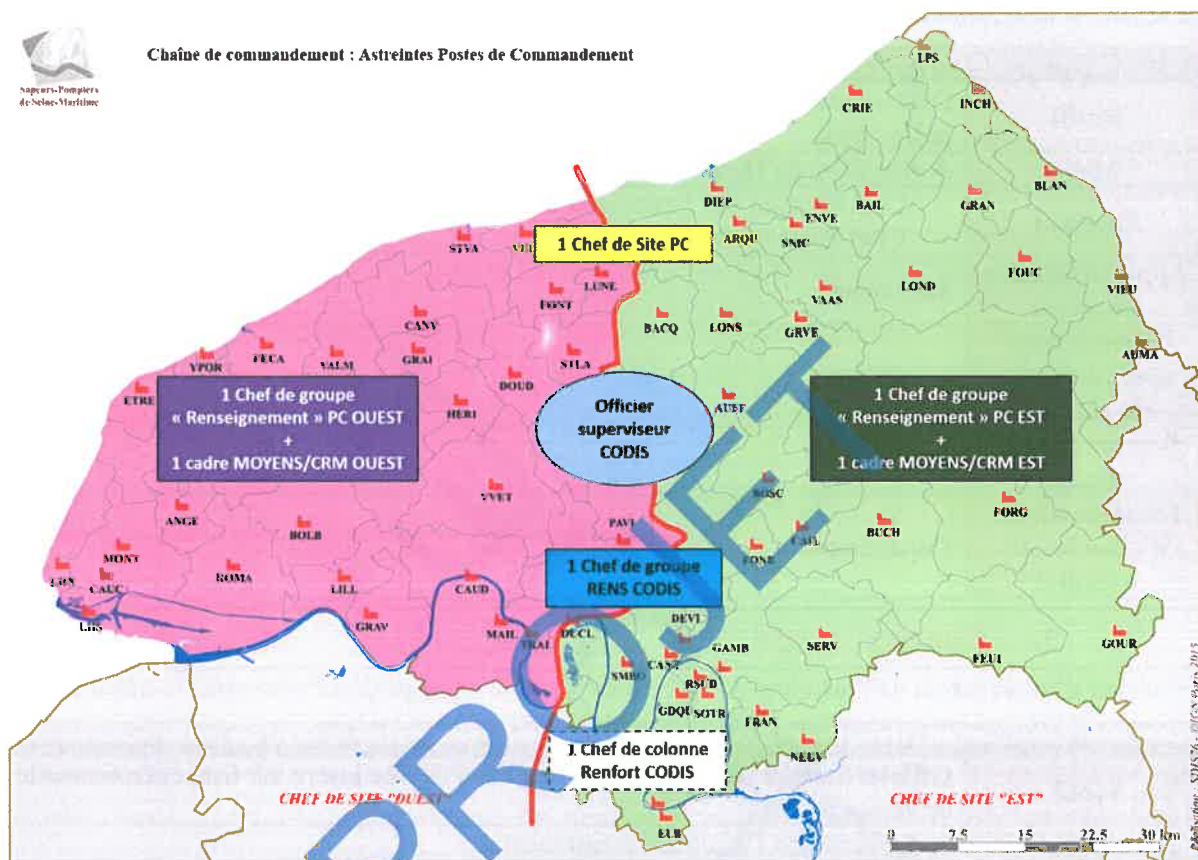 Sapeurs-Pompiers
de Seine-Maritime
Chaîne de commandement : Astreintes Postes de Commandement
LPS
CRIE
INCH
BLAN
DIEP
ENVE
BAIL
GRAN
ARQU
STVA
1 Chef de Site PC
FOUC
LUNE
LOND
VIEU
FONT
VAAS
CANV
BACQ
LONS
GRVE
AUMA
YPOR
FECA
VALM
GRAI
STLA
ETRE
DOUD
HERI
AUFF
1 Chef de groupe
« Renseignement » PC OUEST
+
1 cadre MOYENS/CRM OUEST
Officier
superviseur
CODIS
1 Chef de groupe
« Renseignement » PC EST
+
1 cadre MOYENS/CRM EST
YVET
BOSC
ANGE
BOLB
PAVI
FORG
BUCH
MONT
CAUC
ROMA
LILL
CAUD
1 Chef de groupe
RENS CODIS
LHS
GRAV
MAIL
DUCL
DEVI
SERV
FEUI
GOUR
GAMB
SMBO
CAST
RSUD
GDQU
SOTR
FRAN
NEUV
1 Chef de colonne
Renfort CODIS
CHEF DE SITE "OUEST"
CHEF DE SITE "EST"
ELB
0 7.5 15 22.5 30 km
PROJET